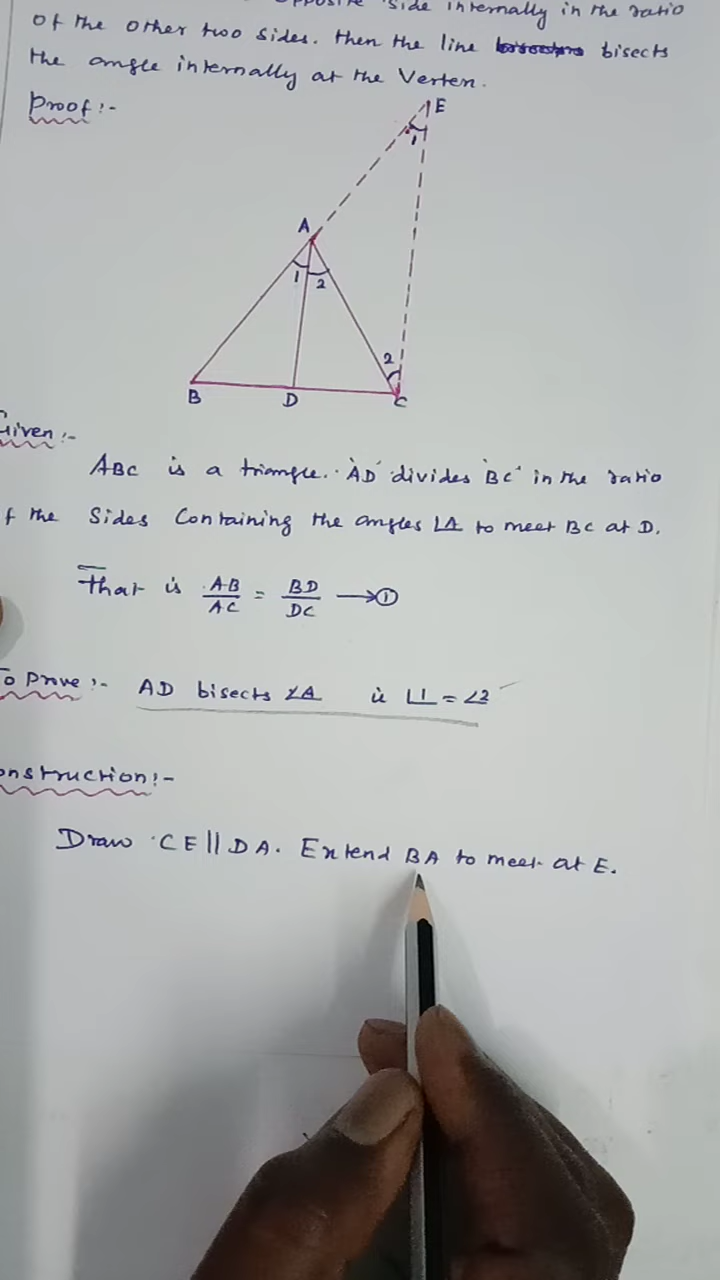 opposite side internally in the ratio
of the other two sides. then the line bisects
the angle internally at the Vertex.
Proof :-
E
1
A
1 2
2
B D C
Given :-
ABC is a triangle. AD divides BC in the ratio
f the Sides Containing the angles ∠A to meet BC at D.
That is AB/AC = BD/DC → ①
To Prove :- AD bisects ∠A ie ∠1 = ∠2
onstruction :-
Draw CE || DA. Extend BA to meet at E.